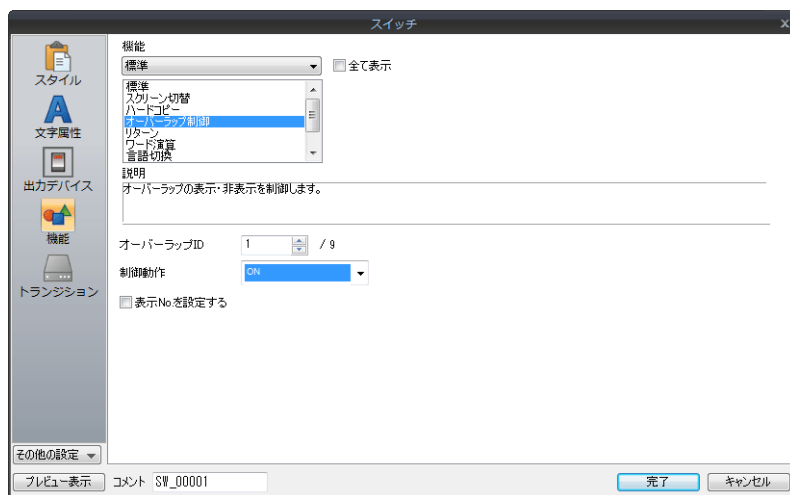 スイッチ
x
スタイル
文字属性
出力デバイス
機能
トランジション
その他の設定
機能
標準
全て表示
標準
スクリーン切替
ハードコピー
オーバーラップ制御
リターン
ワード演算
言語切換
説明
オーバーラップの表示・非表示を制御します。
オーバーラップID 1 / 9
制御動作 ON
表示No.を設定する
プレビュー表示 コメント SW_00001 完了 キャンセル